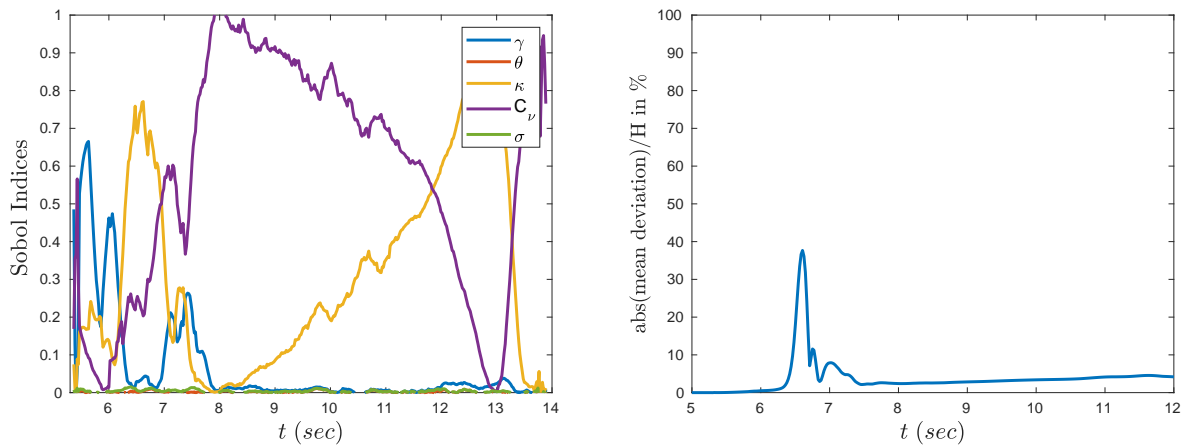 Sobol Indices
1
0.9
0.8
0.7
0.6
0.5
0.4
0.3
0.2
0.1
0
6 7 8 9 10 11 12 13 14
t (sec)
γ
θ
κ
C_ν
σ
abs(mean deviation)/H in %
100
90
80
70
60
50
40
30
20
10
0
5 6 7 8 9 10 11 12
t (sec)